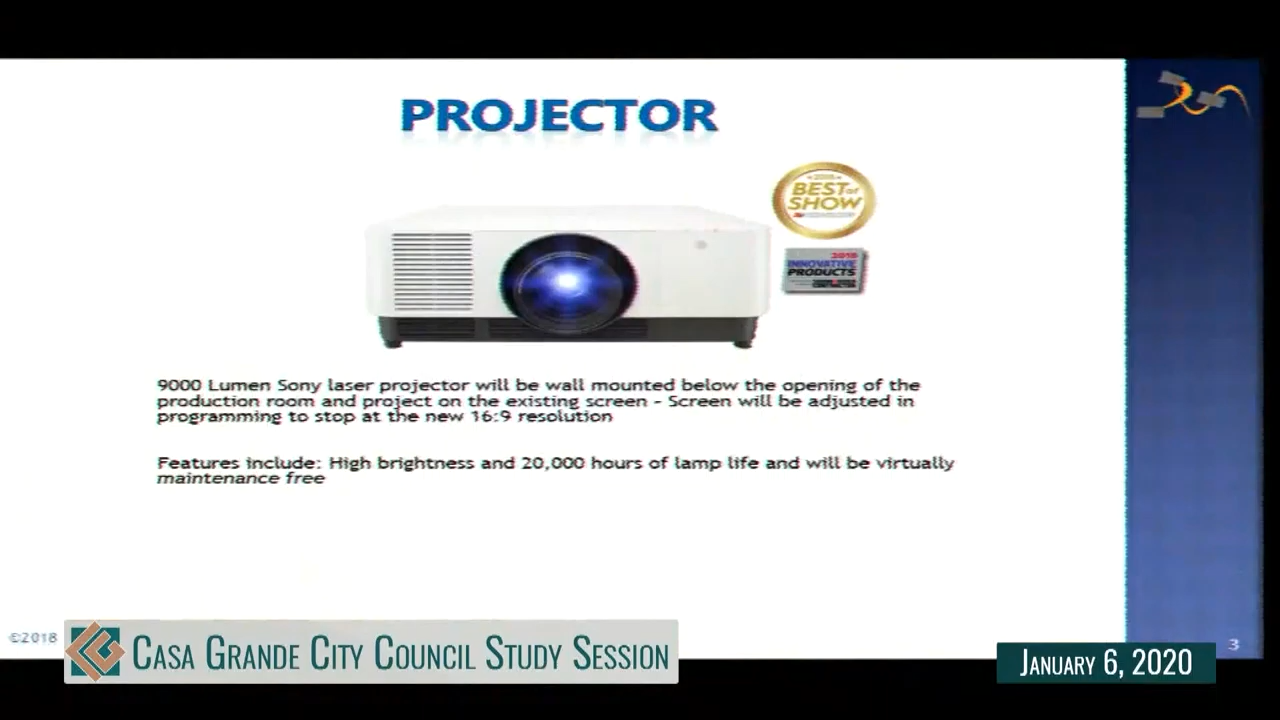 PROJECTOR
2018
BEST of
SHOW
2018
INNOVATIVE
PRODUCTS
9000 Lumen Sony laser projector will be wall mounted below the opening of the
production room and project on the existing screen - Screen will be adjusted in
programming to stop at the new 16:9 resolution
Features include: High brightness and 20,000 hours of lamp life and will be virtually
maintenance free
©2018
3
CASA GRANDE CITY COUNCIL STUDY SESSION
JANUARY 6, 2020